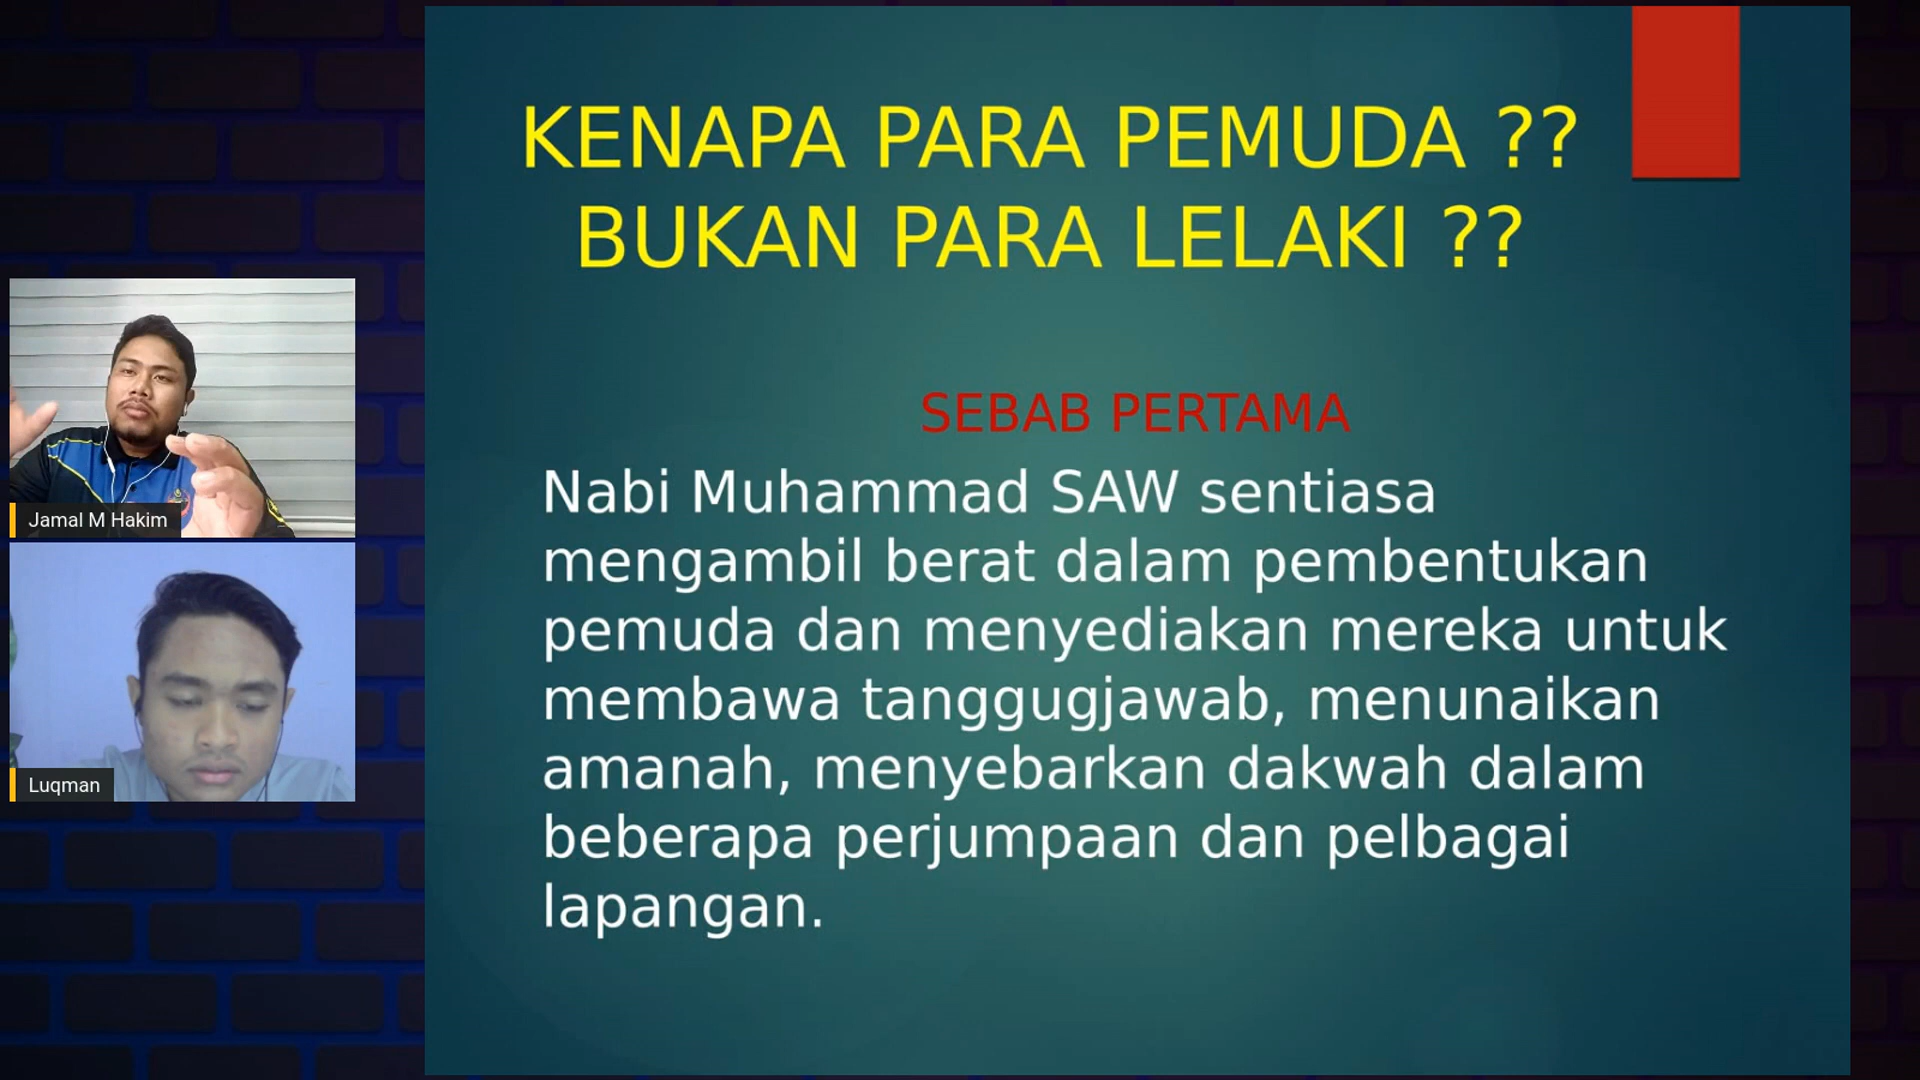 KENAPA PARA PEMUDA ??
BUKAN PARA LELAKI ??
SEBAB PERTAMA
Nabi Muhammad SAW sentiasa
mengambil berat dalam pembentukan
pemuda dan menyediakan mereka untuk
membawa tanggugjawab, menunaikan
amanah, menyebarkan dakwah dalam
beberapa perjumpaan dan pelbagai
lapangan.
Jamal M Hakim
Luqman